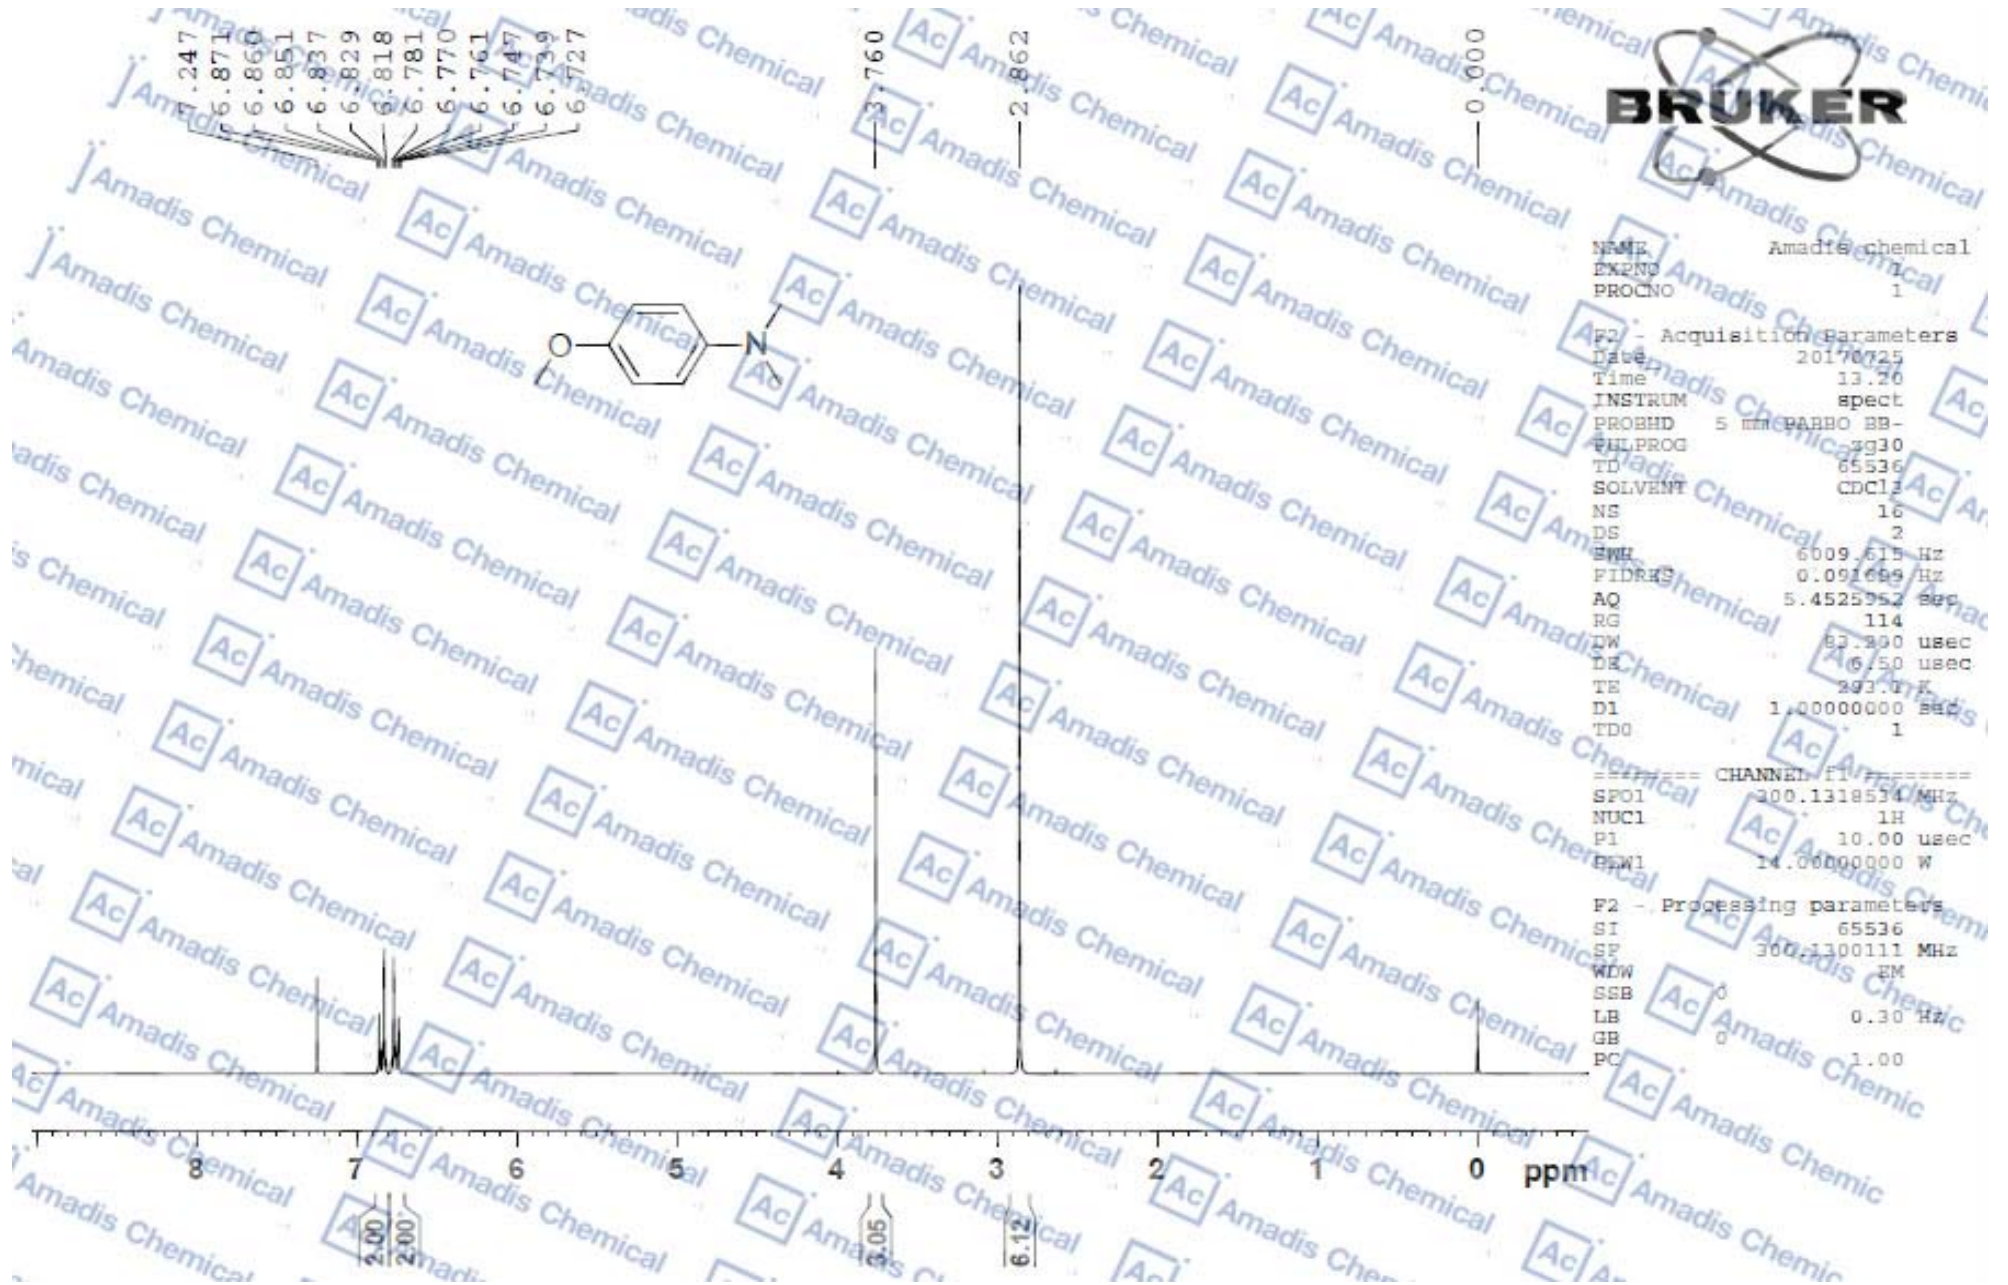 7.247
6.871
6.860
6.851
6.837
6.829
6.818
6.781
6.770
6.761
6.747
6.739
6.727
3.760
2.862
0.000
BRUKER
O
N
NAME Amadis chemical
EXPNO 1
PROCNO 1
F2 - Acquisition Parameters
Date 20170725
Time 13.20
INSTRUM spect
PROBHD 5 mm PABBO BB-
PULPROG zg30
TD 65536
SOLVENT CDCl3
NS 16
DS 2
SWH 6009.615 Hz
FIDRES 0.091699 Hz
AQ 5.4525952 sec
RG 114
DW 83.200 usec
DE 6.50 usec
TE K
D1 1.00000000 sec
TD0 1
======== CHANNEL f1 ========
SFO1 300.1318534 MHz
NUC1 1H
P1 10.00 usec
PLW1 14.00000000 W
F2 - Processing parameters
SI 65536
SF 300.1300111 MHz
WDW EM
SSB 0
LB 0.30 Hz
GB 0
PC 1.00
8 7 6 5 4 3 2 1 0 ppm
2.00
2.00
3.05
6.12
Ac Amadis Chemical